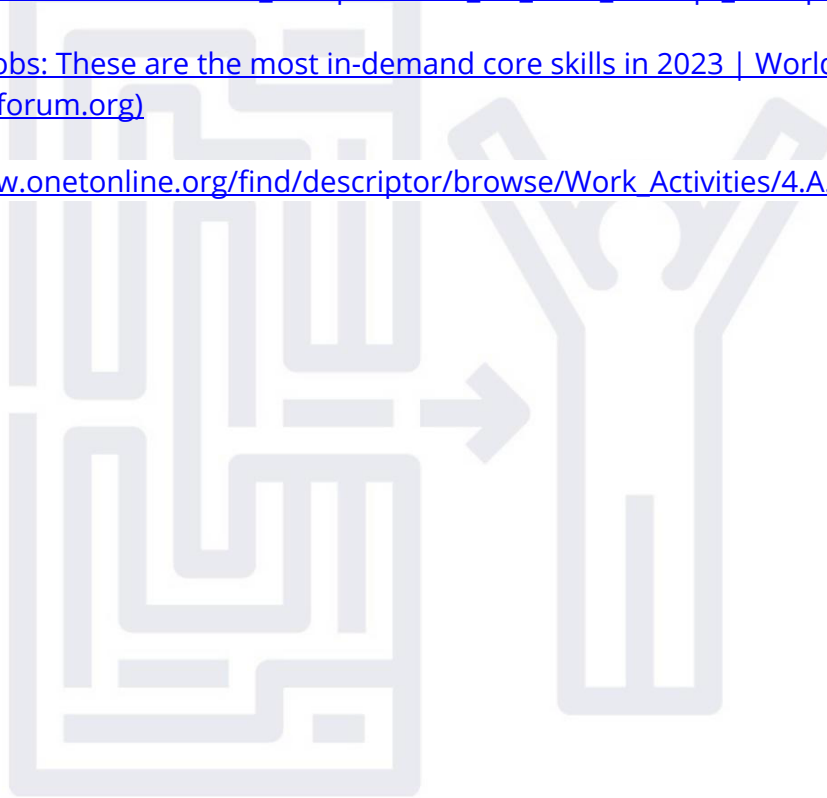 obs: These are the most in-demand core skills in 2023 | World
forum.org)
w.onetonline.org/find/descriptor/browse/Work_Activities/4.A.